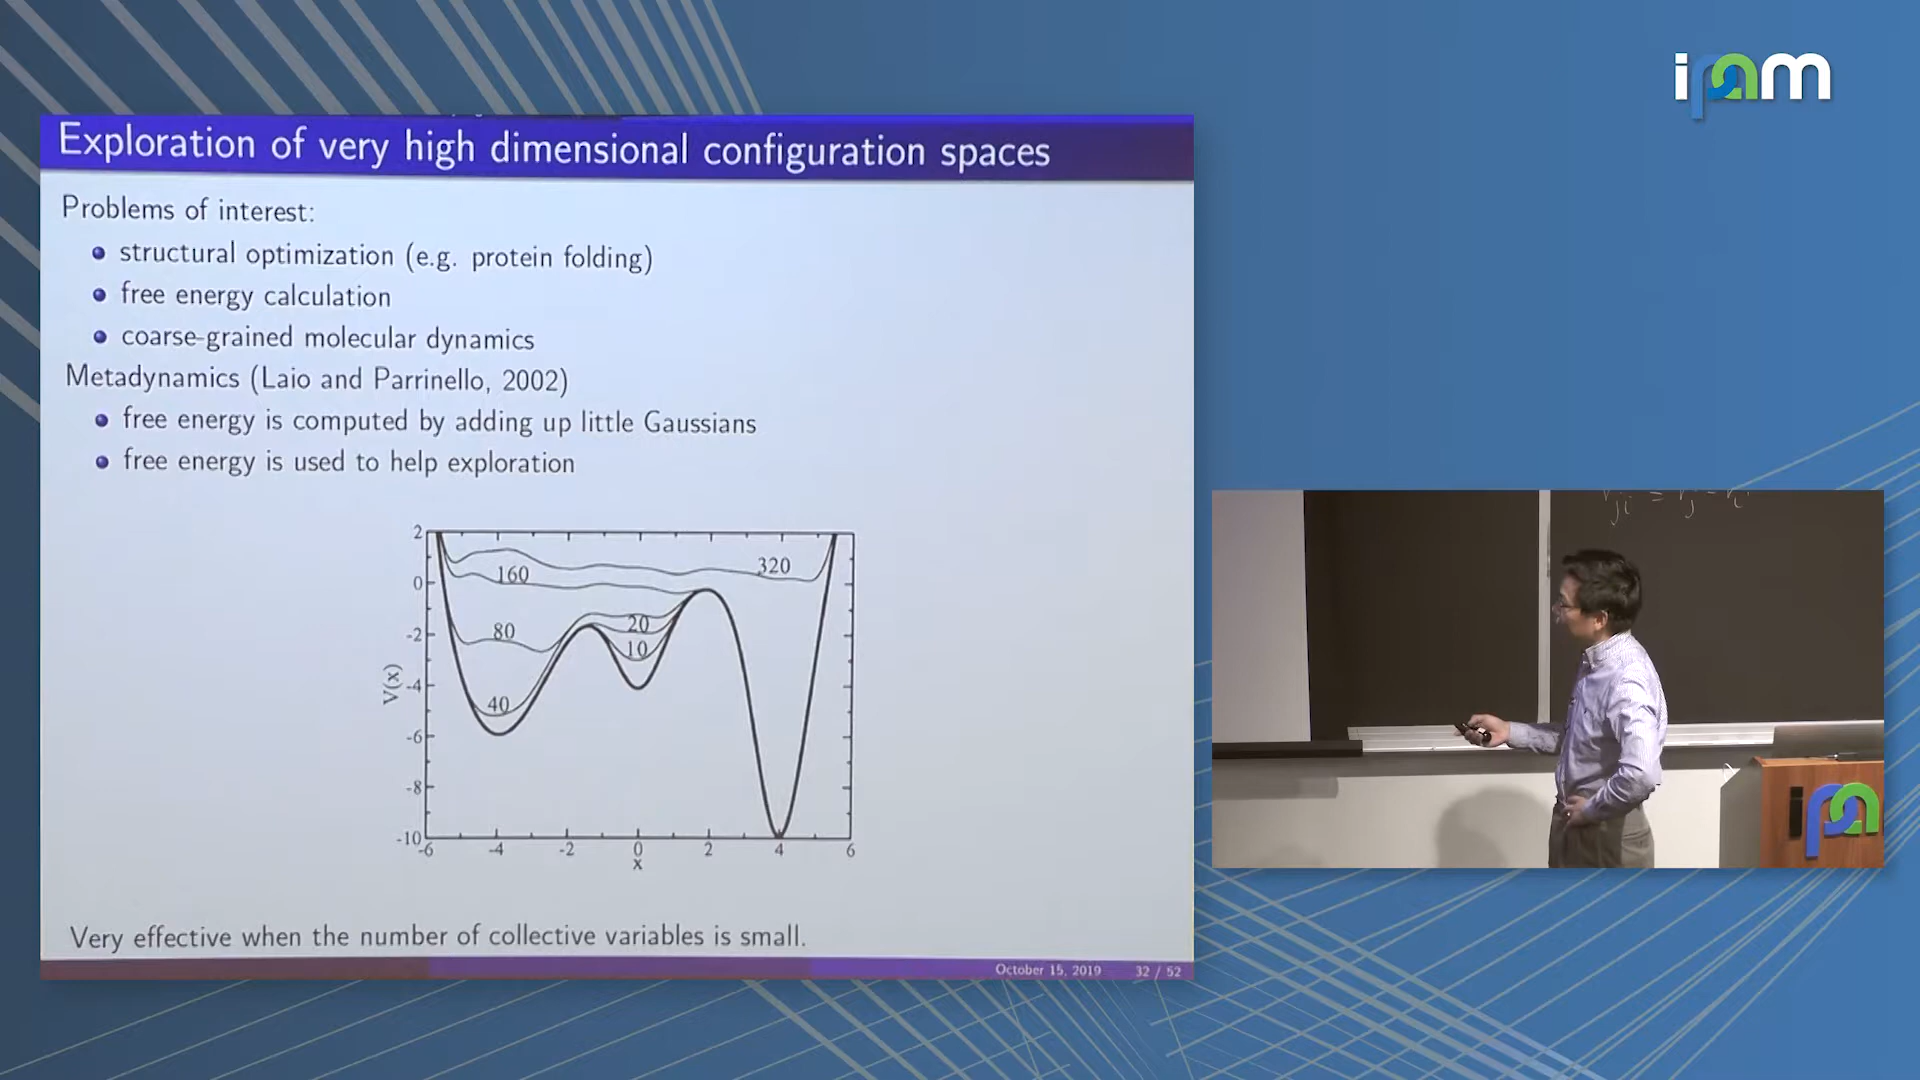 ipam
Exploration of very high dimensional configuration spaces
Problems of interest:
structural optimization (e.g. protein folding)
free energy calculation
coarse-grained molecular dynamics
Metadynamics (Laio and Parrinello, 2002)
free energy is computed by adding up little Gaussians
free energy is used to help exploration
2
0
-2
-4
-6
-8
-10
V(x)
160
320
80
20
10
40
-6 -4 -2 0 2 4 6
x
Very effective when the number of collective variables is small.
October 15, 2019 32 / 52